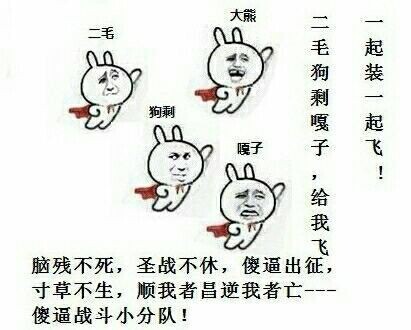 一起装一起飞！
二毛狗剩嘎子，给我飞
大熊
二毛
狗剩
嘎子
脑残不死，圣战不休，傻逼出征，
寸草不生，顺我者昌逆我者亡---
傻逼战斗小分队！